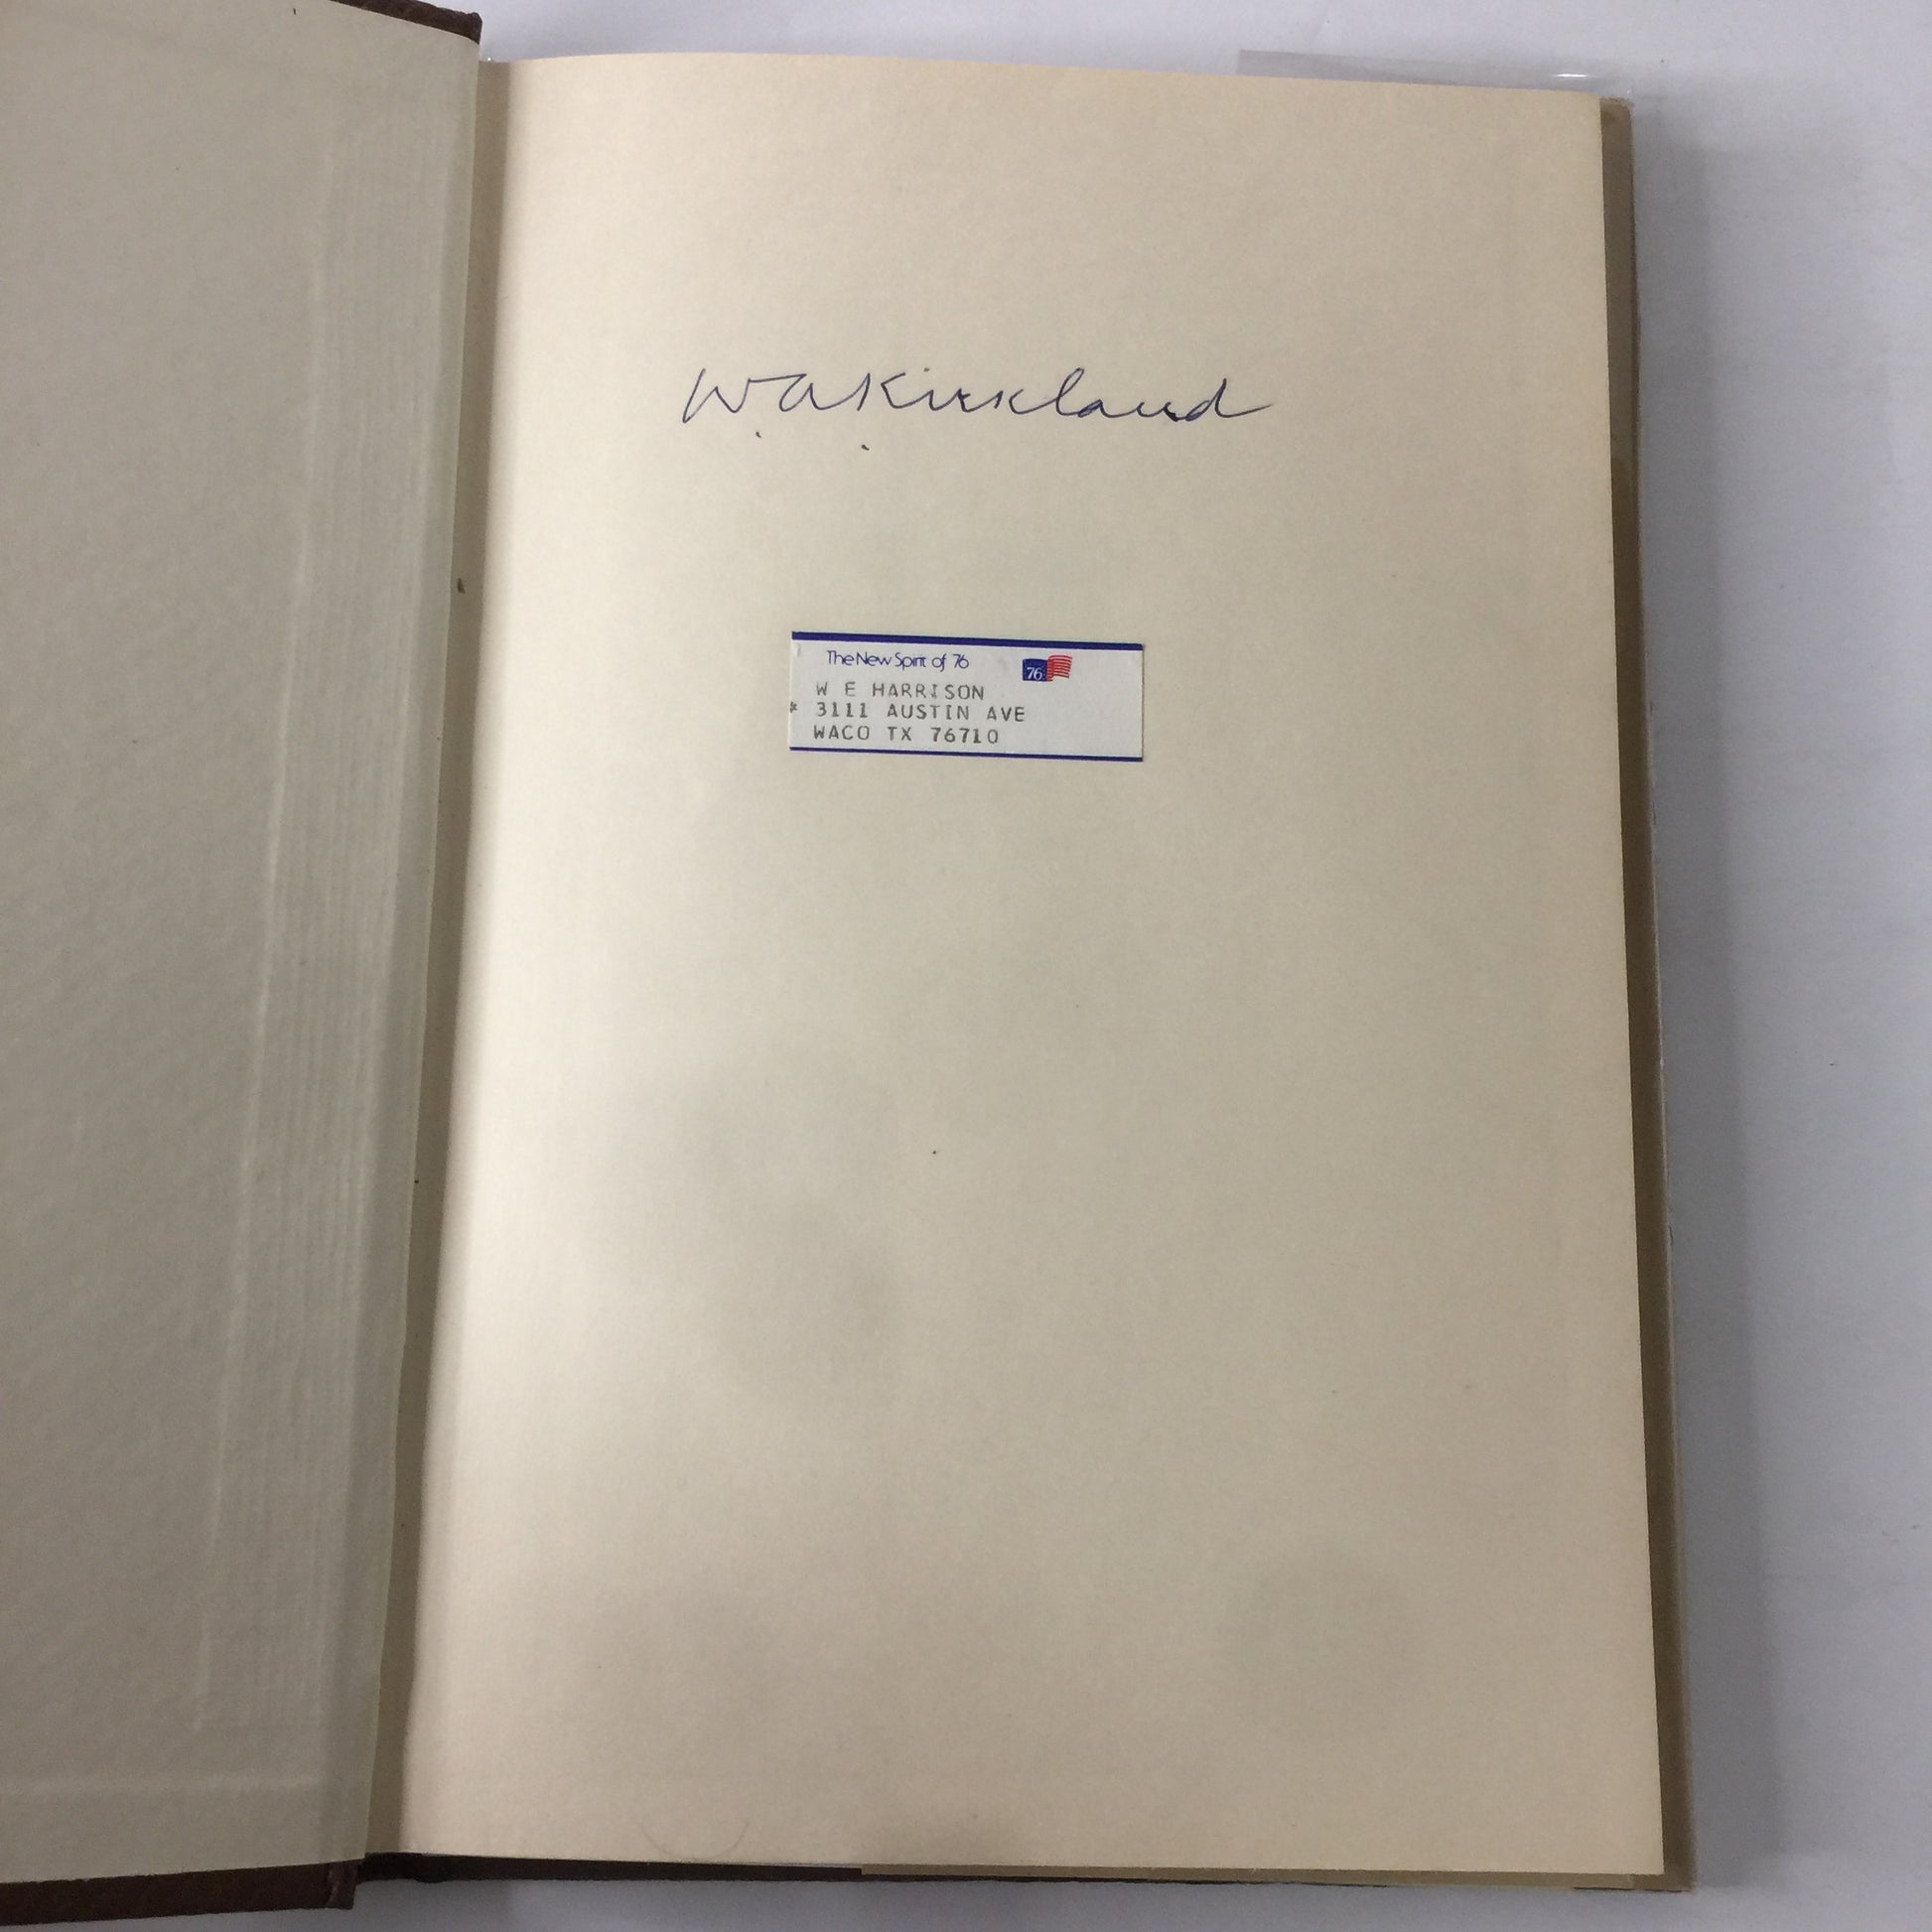 W. A. Kirkland
The New Spirit of 76
76
W E HARRISON
* 3111 AUSTIN AVE
WACO TX 76710